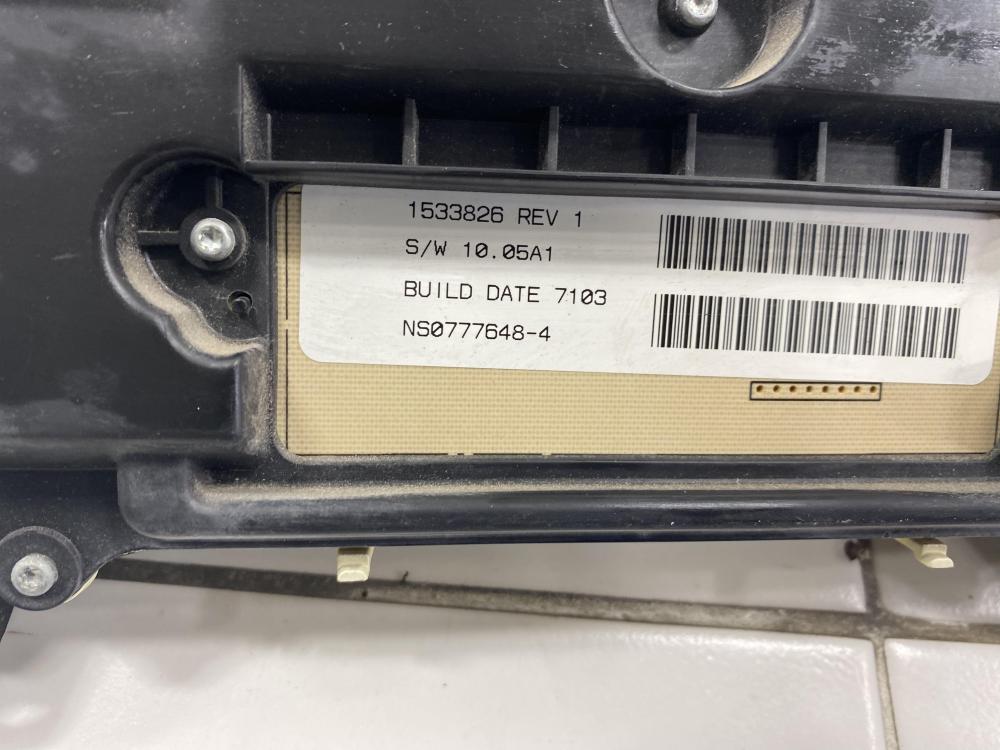 1533826 REV 1
S/W 10.05A1
BUILD DATE 7103
NS0777648-4